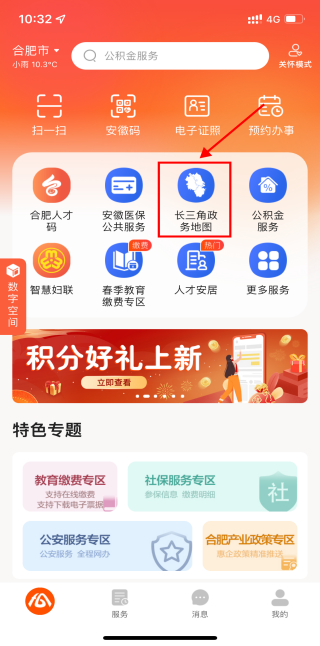 10:32
4G
合肥市
小雨 10.3°C
公积金服务
关怀模式
扫一扫
安徽码
电子证照
预约办事
合肥人才
码
安徽医保
公共服务
长三角政
务地图
公积金
服务
智慧妇联
缴费
春季教育
缴费专区
热门
人才安居
更多服务
数字空间
积分好礼上新
立即查看
特色专题
教育缴费专区
支持在线缴费
支持下载电子票据
社保服务专区
参保信息 缴费明细
社
公安服务专区
公安服务 全程网办
合肥产业政策专区
惠企政策精准推送
服务
消息
我的